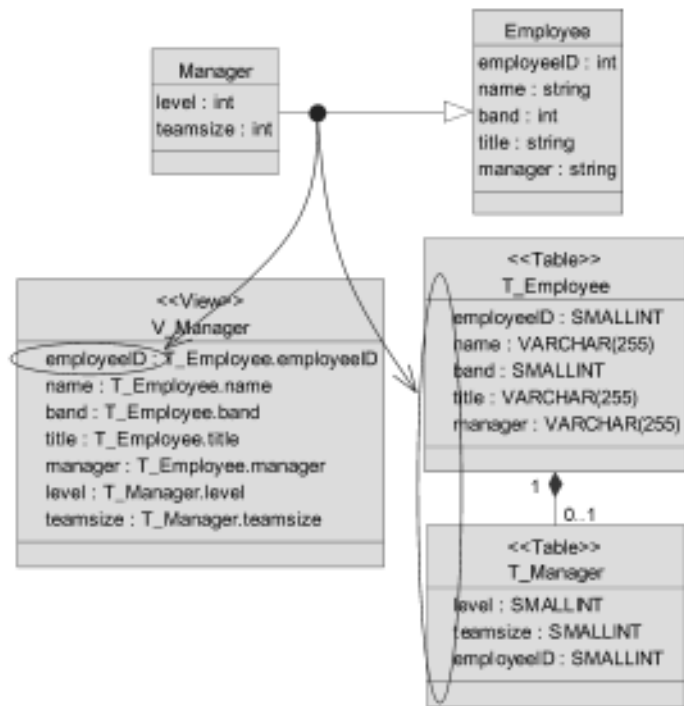 Manager
level : int
teamsize : int
Employee
employeeID : int
name : string
band : int
title : string
manager : string
<<View>>
V_Manager
employeeID : T_Employee.employeeID
name : T_Employee.name
band : T_Employee.band
title : T_Employee.title
manager : T_Employee.manager
level : T_Manager.level
teamsize : T_Manager.teamsize
<<Table>>
T_Employee
employeeID : SMALLINT
name : VARCHAR(255)
band : SMALLINT
title : VARCHAR(255)
manager : VARCHAR(255)
1
0..1
<<Table>>
T_Manager
level : SMALLINT
teamsize : SMALLINT
employeeID : SMALLINT